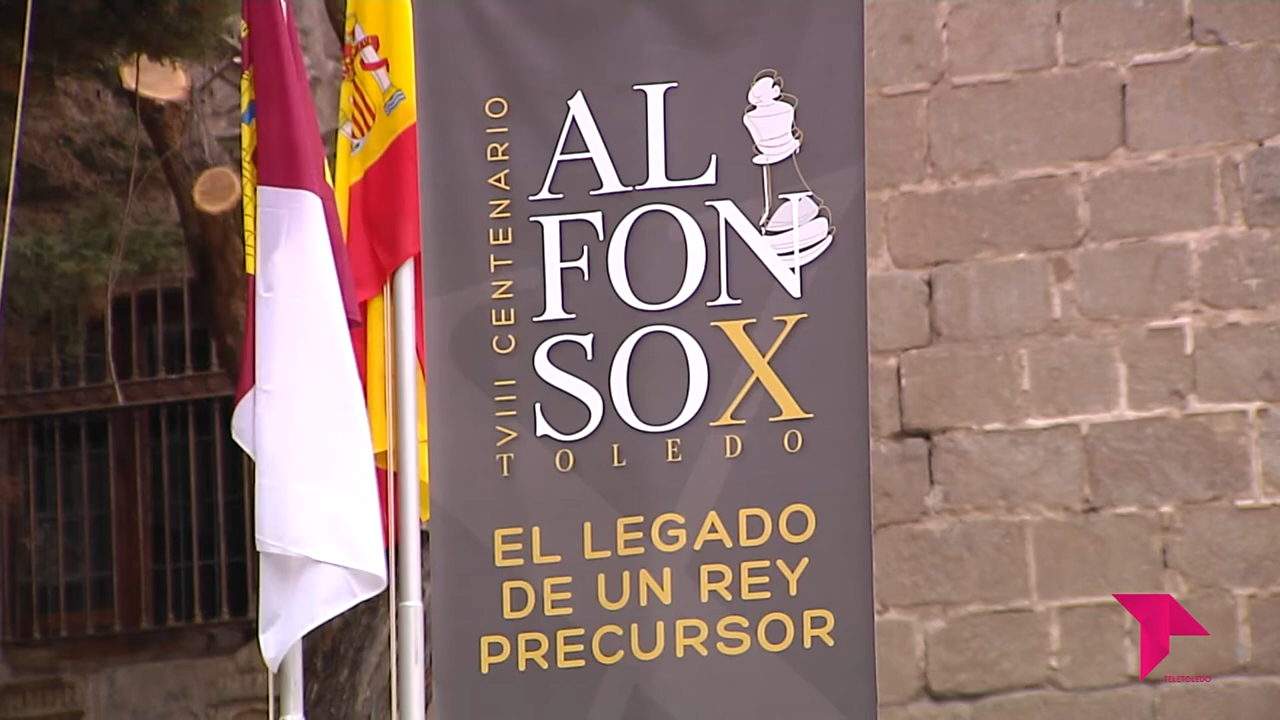 VIII CENTENARIO
AL
FON
SOX
TOLEDO
EL LEGADO
DE UN REY
PRECURSOR
TELETOLEDO